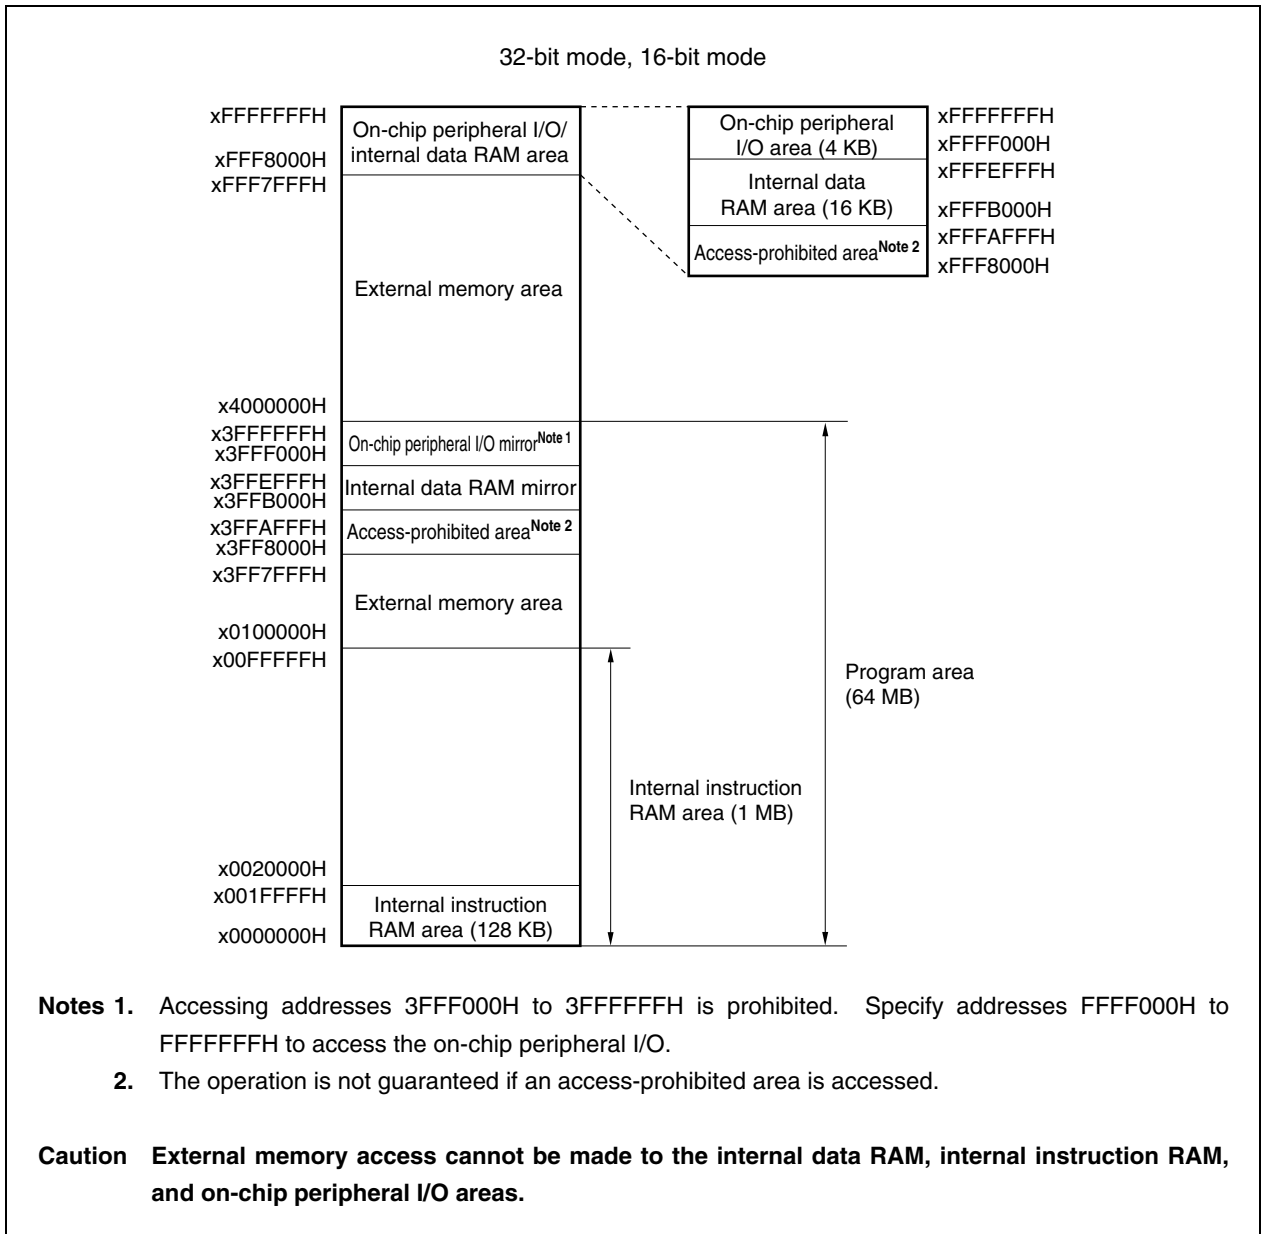 32-bit mode, 16-bit mode
xFFFFFFFH
xFFF8000H
xFFF7FFFH
x4000000H
x3FFFFFFH
x3FFF000H
x3FFEFFFH
x3FFB000H
x3FFAFFFH
x3FF8000H
x3FF7FFFH
x0100000H
x00FFFFFH
x0020000H
x001FFFFH
x0000000H
On-chip peripheral I/O/
internal data RAM area
External memory area
On-chip peripheral I/O mirrorNote 1
Internal data RAM mirror
Access-prohibited areaNote 2
External memory area
Internal instruction
RAM area (128 KB)
On-chip peripheral
I/O area (4 KB)
Internal data
RAM area (16 KB)
Access-prohibited areaNote 2
xFFFFFFFH
xFFFF000H
xFFFEFFFH
xFFFB000H
xFFFAFFFH
xFFF8000H
Internal instruction
RAM area (1 MB)
Program area
(64 MB)
Notes 1. Accessing addresses 3FFF000H to 3FFFFFFH is prohibited. Specify addresses FFFF000H to
FFFFFFFH to access the on-chip peripheral I/O.
2. The operation is not guaranteed if an access-prohibited area is accessed.
Caution External memory access cannot be made to the internal data RAM, internal instruction RAM,
and on-chip peripheral I/O areas.